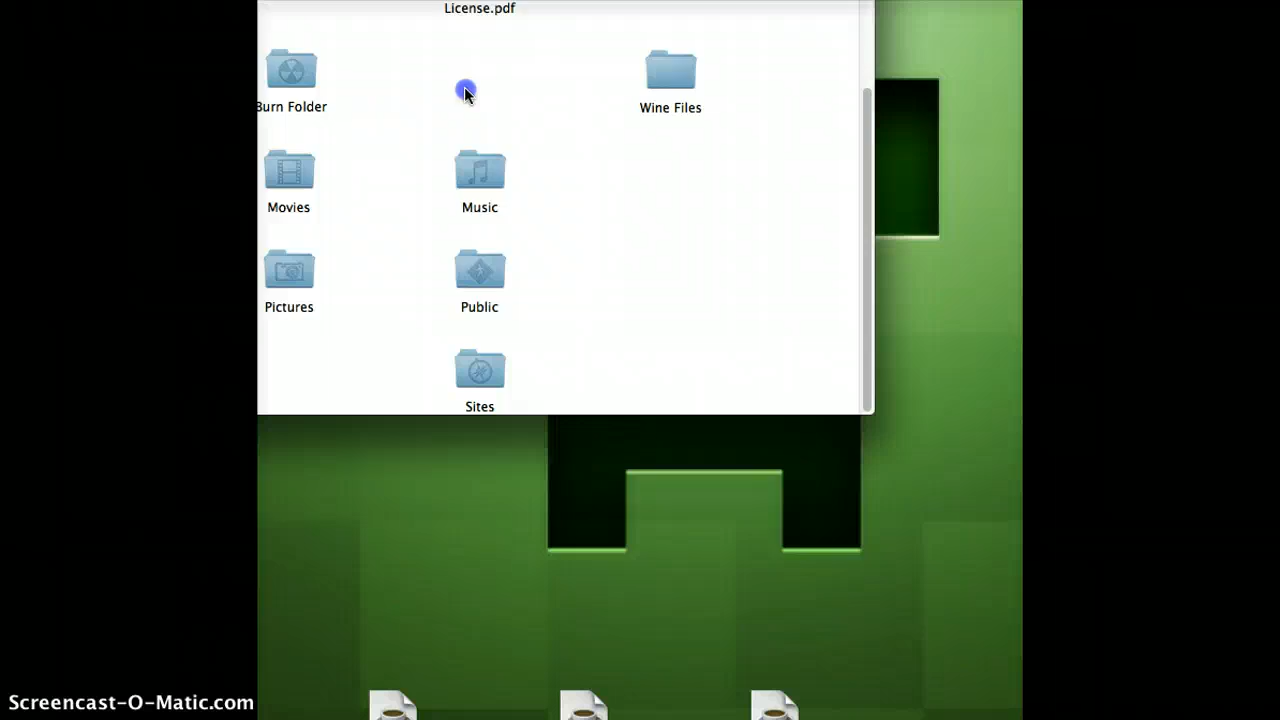 License.pdf
Burn Folder
Wine Files
Movies
Music
Pictures
Public
Sites
Screencast-O-Matic.com